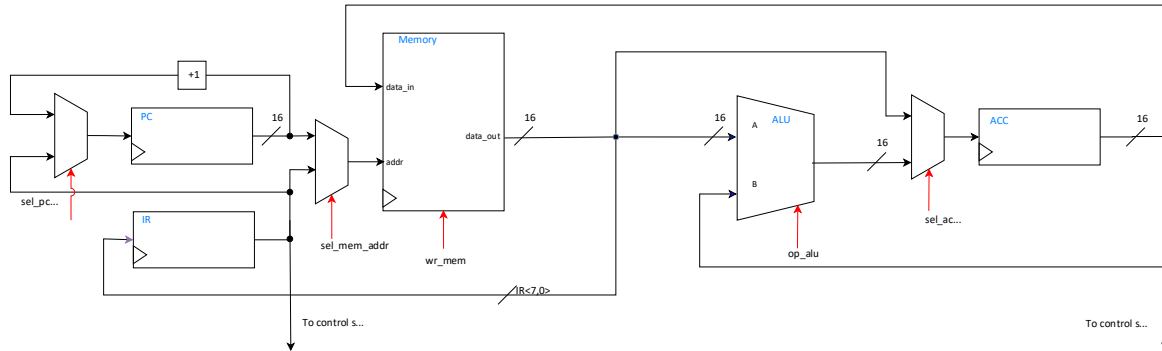 Memory
+1
data_in
PC
16
16
data_out
16
A
ALU
16
ACC
16
addr
B
sel_pc...
IR
sel_mem_addr
wr_mem
op_alu
sel_ac...
IR<7,0>
To control s...
To control s...